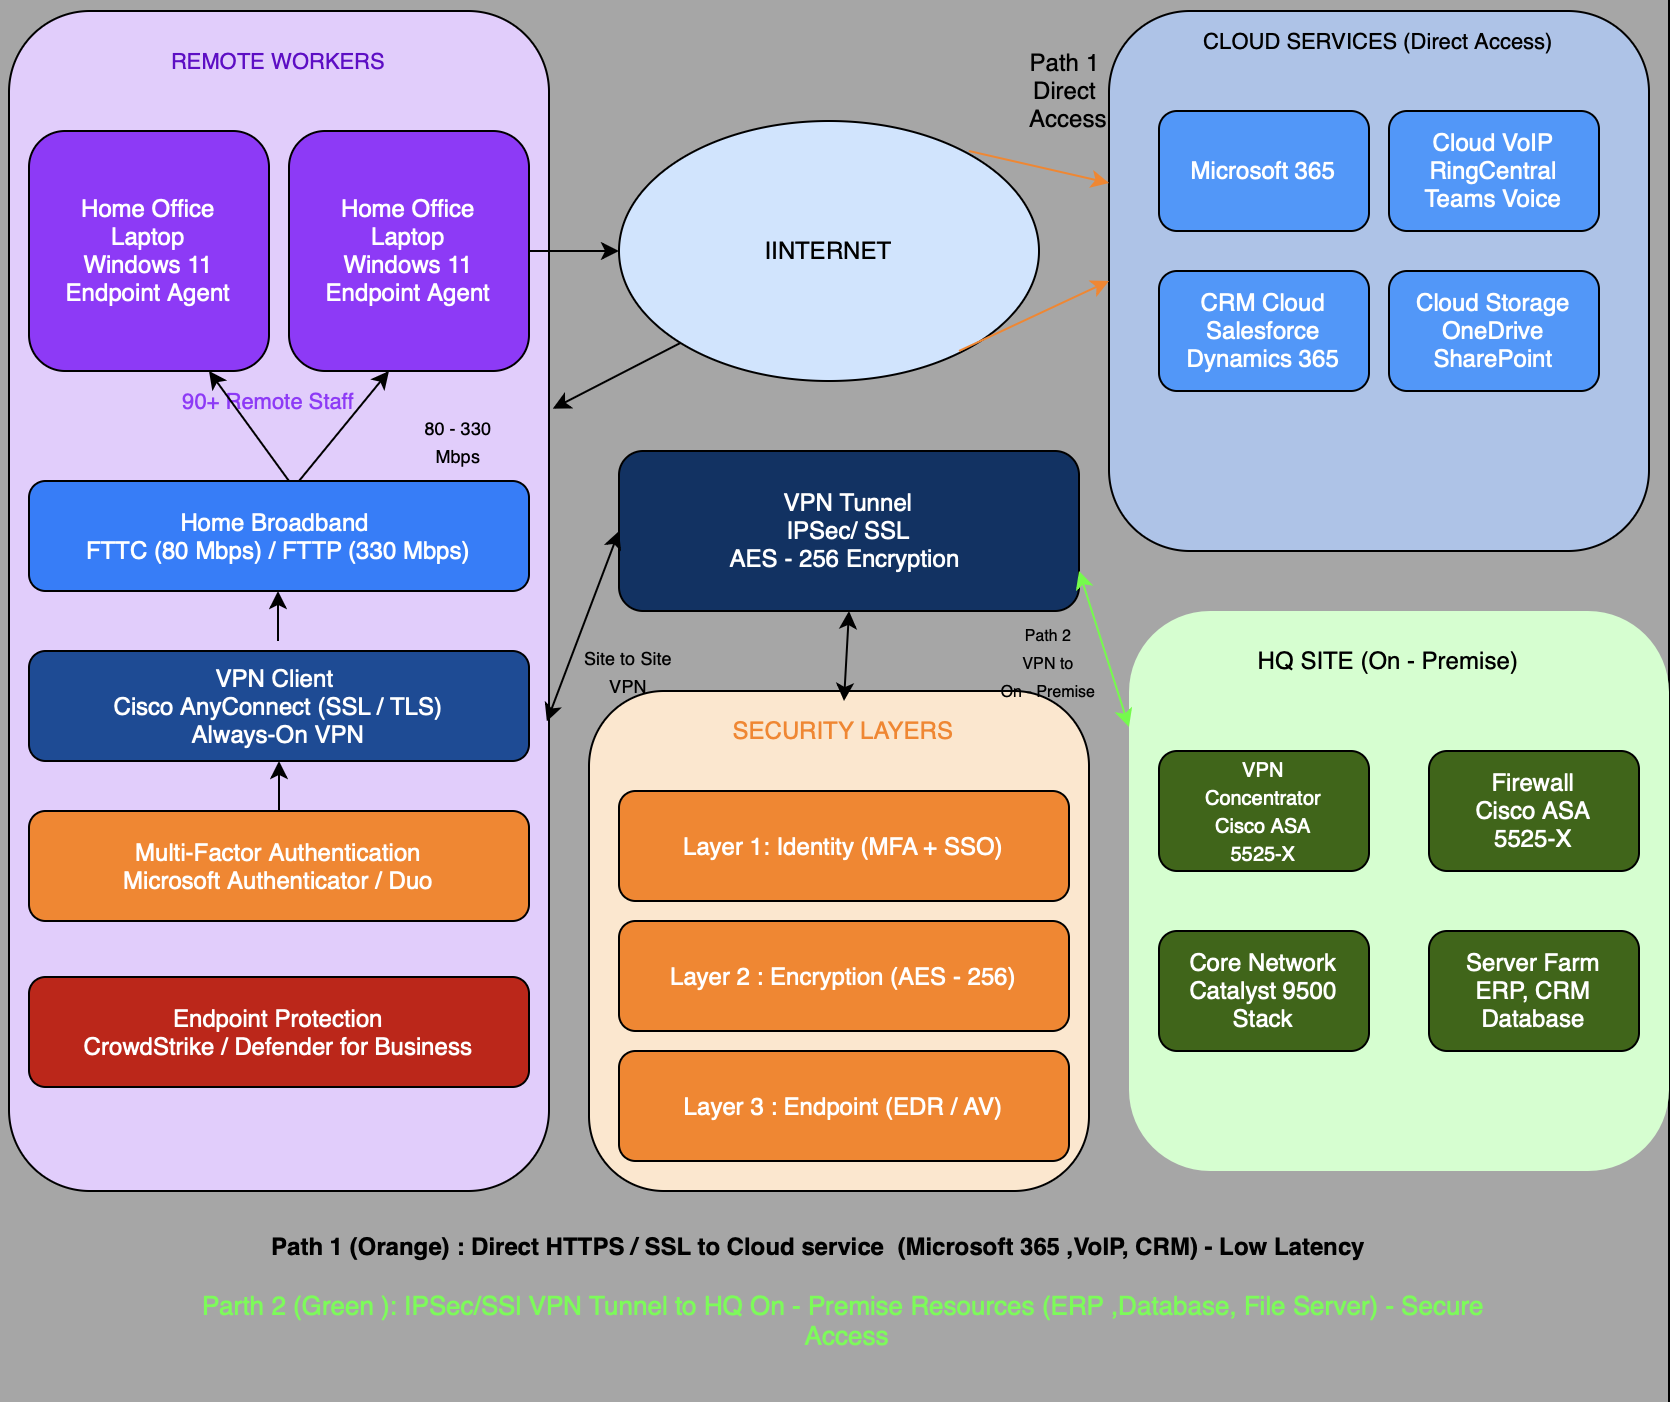 REMOTE WORKERS
Home Office
Laptop
Windows 11
Endpoint Agent
Home Office
Laptop
Windows 11
Endpoint Agent
90+ Remote Staff
80 - 330
Mbps
Home Broadband
FTTC (80 Mbps) / FTTP (330 Mbps)
VPN Client
Cisco AnyConnect (SSL / TLS)
Always-On VPN
Multi-Factor Authentication
Microsoft Authenticator / Duo
Endpoint Protection
CrowdStrike / Defender for Business
IINTERNET
Path 1
Direct
Access
CLOUD SERVICES (Direct Access)
Microsoft 365
Cloud VoIP
RingCentral
Teams Voice
CRM Cloud
Salesforce
Dynamics 365
Cloud Storage
OneDrive
SharePoint
VPN Tunnel
IPSec/ SSL
AES - 256 Encryption
Site to Site
VPN
Path 2
VPN to
On - Premise
SECURITY LAYERS
Layer 1: Identity (MFA + SSO)
Layer 2 : Encryption (AES - 256)
Layer 3 : Endpoint (EDR / AV)
HQ SITE (On - Premise)
VPN
Concentrator
Cisco ASA
5525-X
Firewall
Cisco ASA
5525-X
Core Network
Catalyst 9500
Stack
Server Farm
ERP, CRM
Database
Path 1 (Orange) : Direct HTTPS / SSL to Cloud service  (Microsoft 365 ,VoIP, CRM) - Low Latency
Parth 2 (Green ): IPSec/SSl VPN Tunnel to HQ On - Premise Resources (ERP ,Database, File Server) - Secure
Access